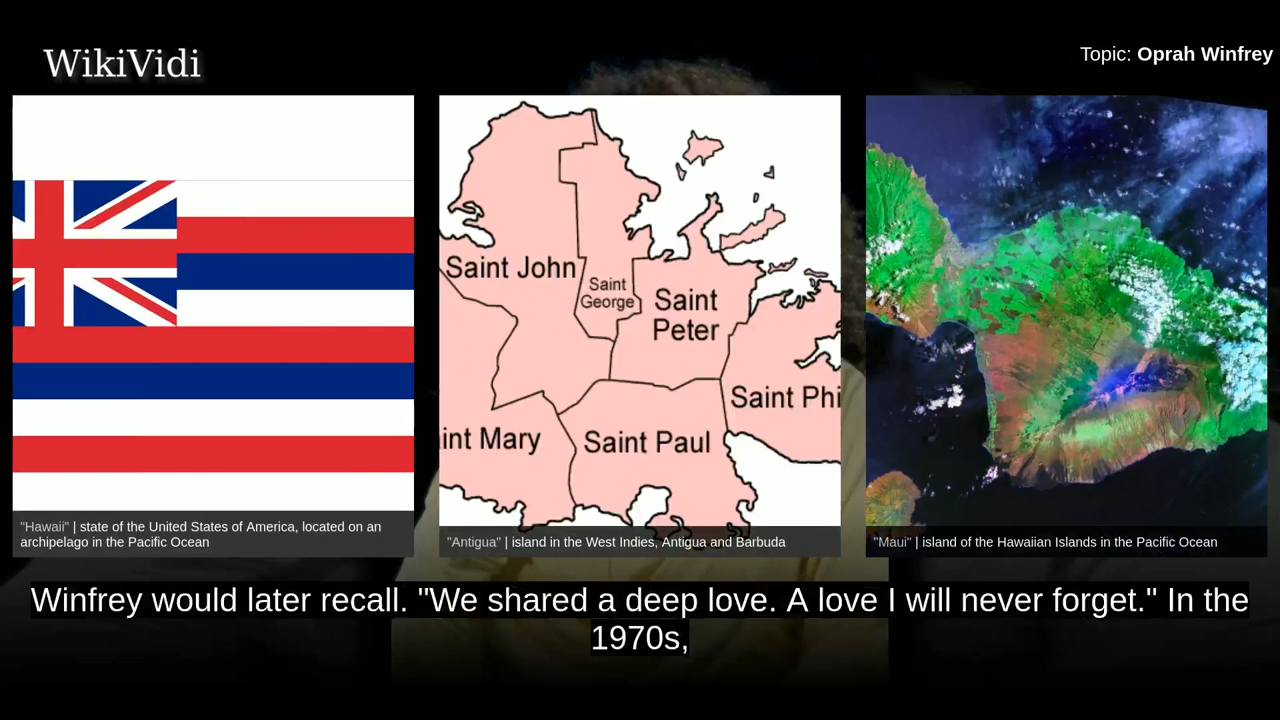 WikiVidi
Topic: Oprah Winfrey
Saint John
Saint
George
Saint
Peter
Saint Phi
int Mary
Saint Paul
"Hawaii" | state of the United States of America, located on an
archipelago in the Pacific Ocean
"Antigua" | island in the West Indies, Antigua and Barbuda
"Maui" | island of the Hawaiian Islands in the Pacific Ocean
Winfrey would later recall. "We shared a deep love. A love I will never forget." In the
1970s,